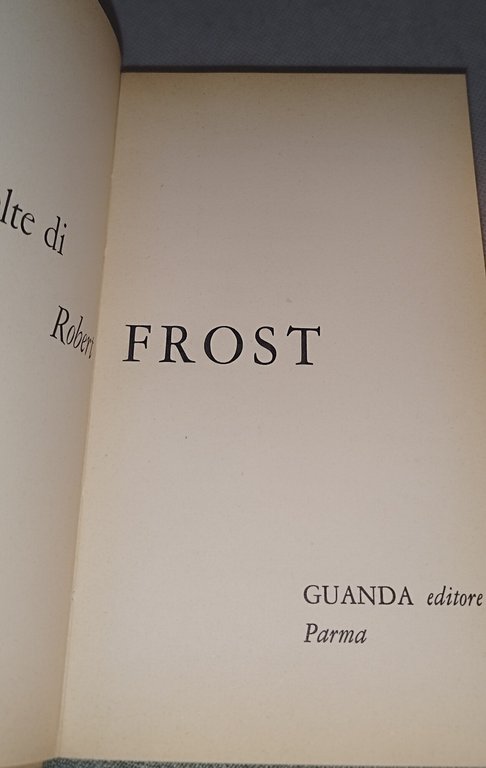 lte di
Robert FROST
GUANDA editore
Parma